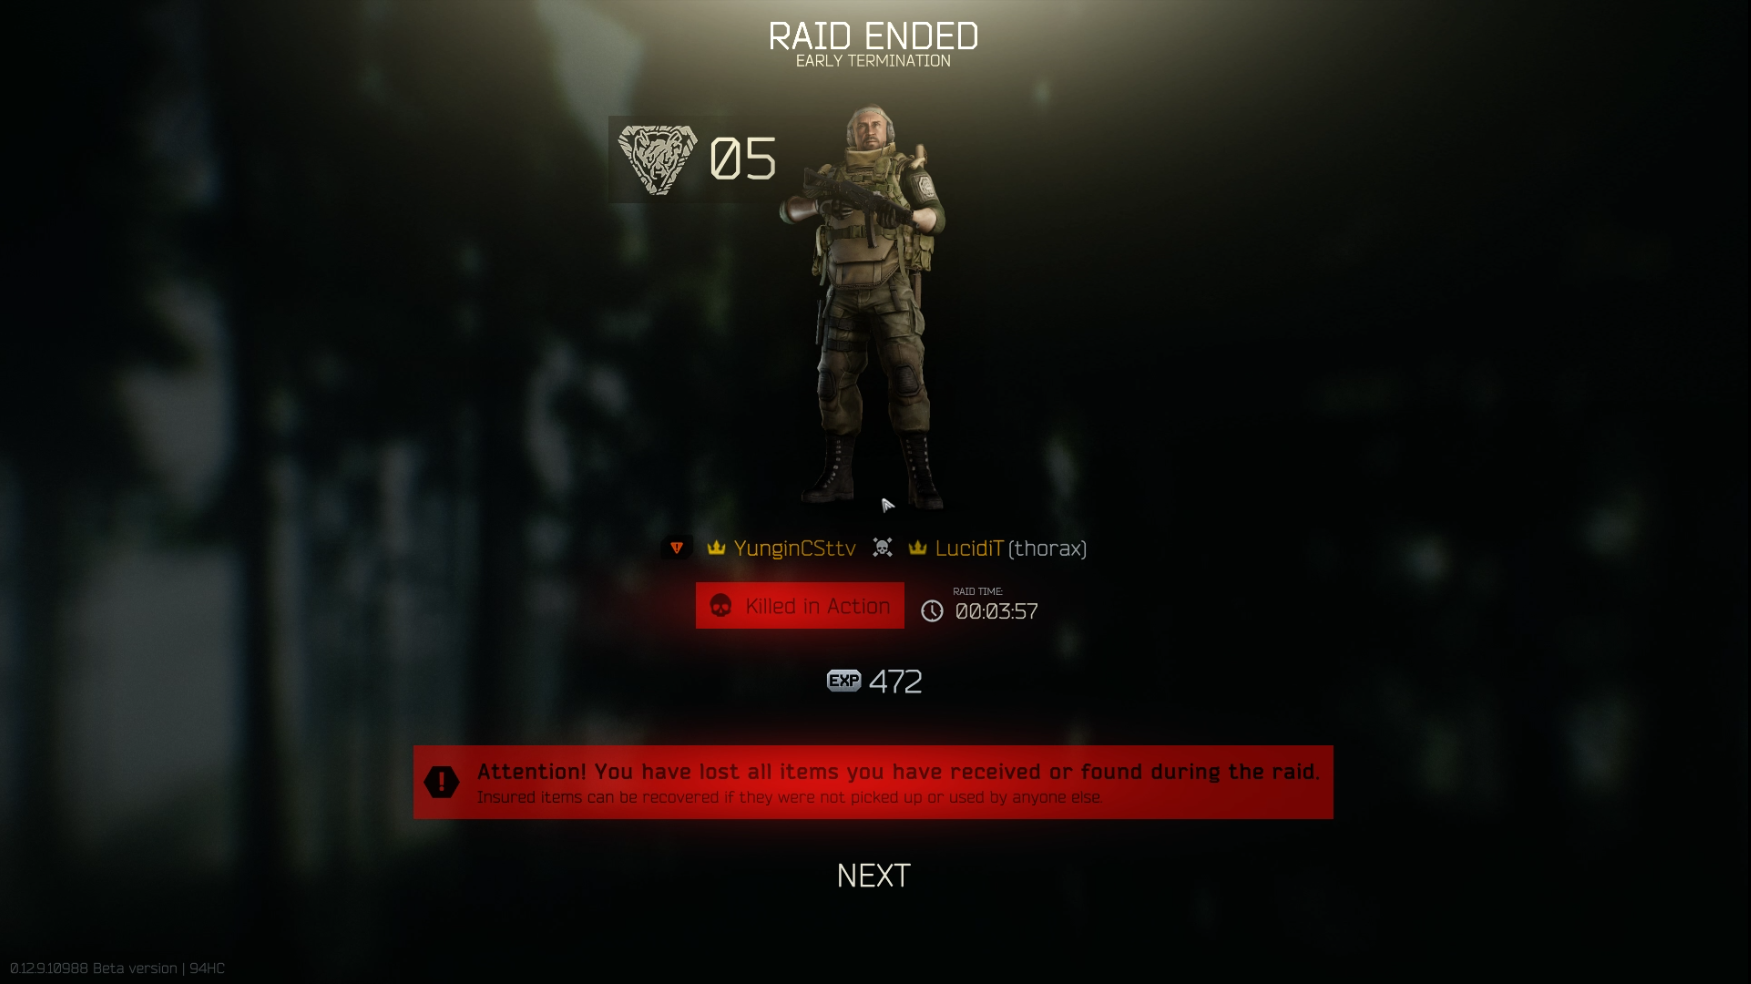 RAID ENDED
EARLY TERMINATION
05
YunginCSttv LucidiT (thorax)
Killed in Action
RAID TIME:
00:03:57
EXP 472
Attention! You have lost all items you have received or found during the raid.
Insured items can be recovered if they were not picked up or used by anyone else.
NEXT
0.12.9.10988 Beta version | 94HC